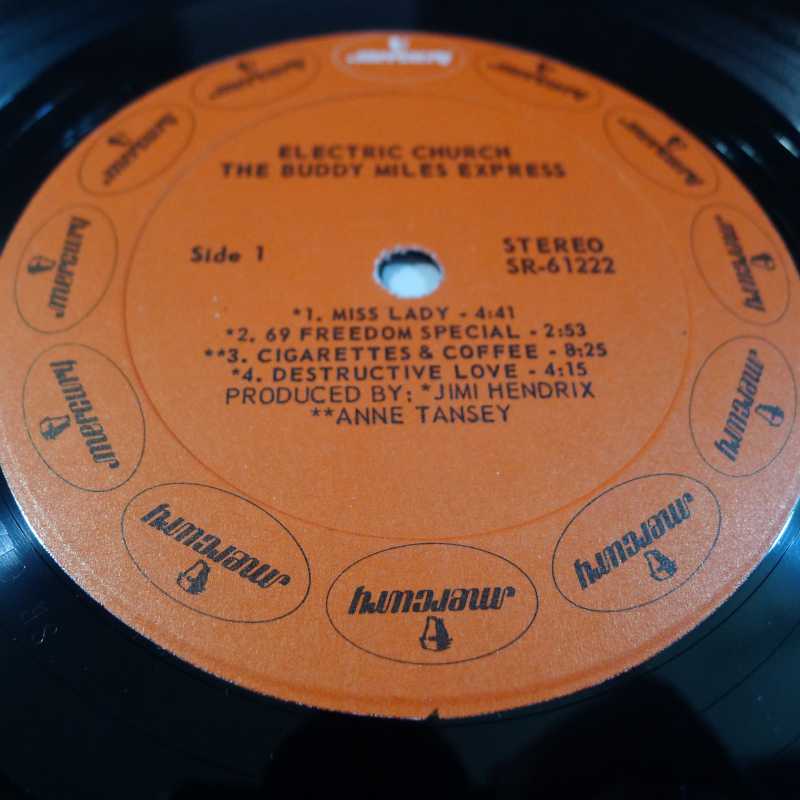 mercury
mercury
mercury
mercury
mercury
mercury
mercury
mercury
mercury
mercury
mercury
mercury
ELECTRIC CHURCH
THE BUDDY MILES EXPRESS
Side 1
STEREO
SR-61222
*1. MISS LADY - 4:41
*2. 69 FREEDOM SPECIAL - 2:53
**3. CIGARETTES & COFFEE - 8:25
*4. DESTRUCTIVE LOVE - 4:15
PRODUCED BY: *JIMI HENDRIX
**ANNE TANSEY